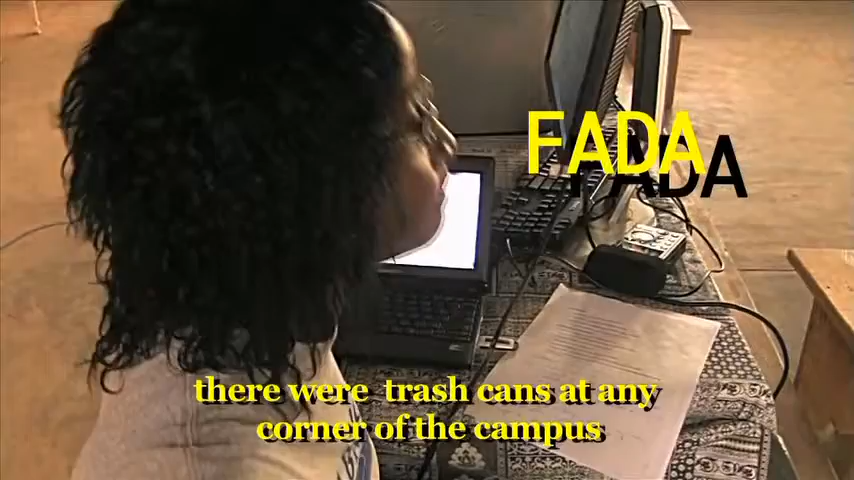 FADA
there were trash cans at any
corner of the campus